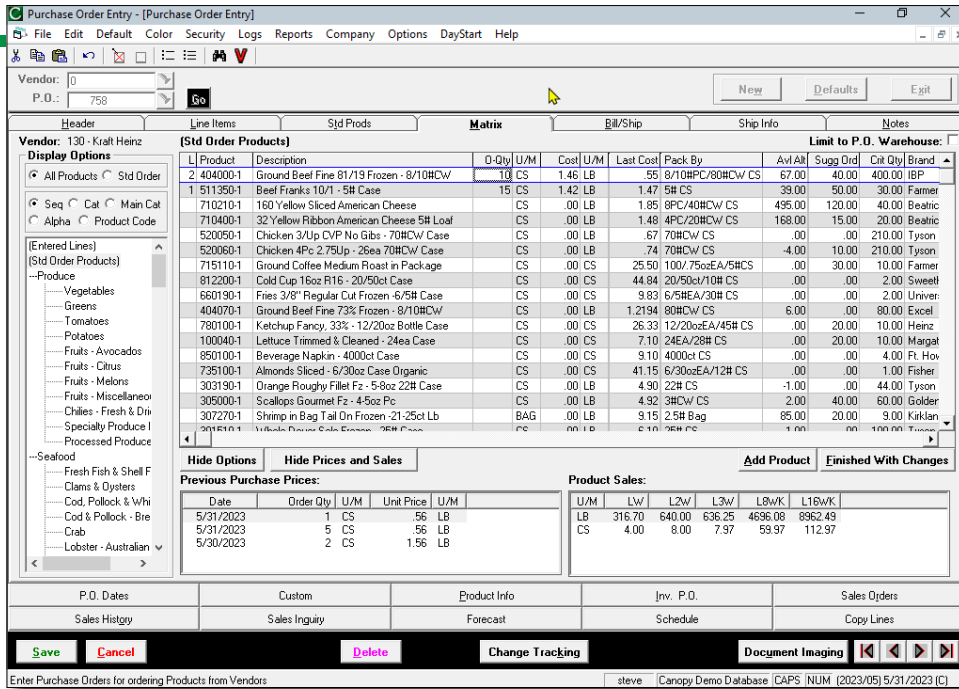 Purchase Order Entry - [Purchase Order Entry]
File Edit Default Color Security Logs Reports Company Options DayStart Help
Vendor: 0
P.O.: 758 Go New Defaults Exit
Header Line Items Std Prods Matrix Bill/Ship Ship Info Notes
Vendor: 130 - Kraft Heinz (Std Order Products) Limit to P.O. Warehouse:
Display Options
All Products Std Order
Seq Cat Main Cat
Alpha Product Code
(Entered Lines)
(Std Order Products)
---Produce
Vegetables
Greens
Tomatoes
Potatoes
Fruits - Avocados
Fruits - Citrus
Fruits - Melons
Fruits - Miscellaneou
Chilies - Fresh & Drie
Specialty Produce I
Processed Produce
---Seafood
Fresh Fish & Shell F
Clams & Oysters
Cod, Pollock & Whi
Cod & Pollock - Bre
Crab
Lobster - Australian
L Product Description O-Qty U/M Cost U/M Last Cost Pack By Avl Alt Sugg Ord Crit Qty Brand
2 404000-1 Ground Beef Fine 81/19 Frozen - 8/10#CW 10 CS 1.46 LB .55 8/10#PC/80#CW CS 67.00 40.00 400.00 IBP
1 511350-1 Beef Franks 10/1 - 5# Case 15 CS 1.42 LB 1.47 5# CS 39.00 50.00 30.00 Farmer
710210-1 160 Yellow Sliced American Cheese CS .00 LB 1.85 8PC/40#CW CS 495.00 120.00 40.00 Beatric
710400-1 32 Yellow Ribbon American Cheese 5# Loaf CS .00 LB 1.48 4PC/20#CW CS 168.00 15.00 20.00 Beatric
520050-1 Chicken 3/Up CVP No Gibs - 70#CW Case CS .00 LB .67 70#CW CS .00 .00 210.00 Tyson
520060-1 Chicken 4Pc 2.75Up - 26ea 70#CW Case CS .00 LB .74 70#CW CS -4.00 10.00 210.00 Tyson
715110-1 Ground Coffee Medium Roast in Package CS .00 CS 25.50 100/.75ozEA/5#CS .00 30.00 10.00 Farmer
812200-1 Cold Cup 16oz R16 - 20/50ct Case CS .00 CS 44.84 20/50ct/10# CS .00 .00 2.00 Sweeth
660190-1 Fries 3/8" Regular Cut Frozen -6/5# Case CS .00 CS 9.83 6/5#EA/30# CS .00 .00 2.00 Univer
404070-1 Ground Beef Fine 73% Frozen - 8/10#CW CS .00 LB 1.2194 80#CW CS 6.00 .00 80.00 Excel
780100-1 Ketchup Fancy, 33% - 12/20oz Bottle Case CS .00 CS 26.33 12/20ozEA/45# CS .00 20.00 10.00 Heinz
100040-1 Lettuce Trimmed & Cleaned - 24ea Case CS .00 CS 7.10 24EA/28# CS .00 20.00 10.00 Margat
850100-1 Beverage Napkin - 4000ct Case CS .00 CS 9.10 4000ct CS .00 .00 4.00 Ft. How
735100-1 Almonds Sliced - 6/30oz Case Organic CS .00 CS 41.15 6/30ozEA/12# CS .00 .00 1.00 Fisher
303190-1 Orange Roughy Fillet Fz - 5-8oz 22# Case CS .00 LB 4.90 22# CS -1.00 .00 44.00 Tyson
305000-1 Scallops Gourmet Fz - 4-5oz Pc CS .00 LB 4.92 3#CW CS 2.00 40.00 60.00 Golden
307270-1 Shrimp in Bag Tail On Frozen -21-25ct Lb BAG .00 LB 9.15 2.5# Bag 85.00 20.00 9.00 Kirklan
301510-1 Whole Dover Sole Frozen - 25# Case CS .00 LB 6.10 25# CS 1.00 .00 100.00 Tyson
Hide Options Hide Prices and Sales Add Product Finished With Changes
Previous Purchase Prices: Product Sales:
Date Order Qty U/M Unit Price U/M
5/31/2023 1 CS .56 LB
5/31/2023 5 CS .56 LB
5/30/2023 2 CS 1.56 LB
U/M LW L2W L3W L8WK L16WK
LB 316.70 640.00 636.25 4696.08 8962.49
CS 4.00 8.00 7.97 59.97 112.97
P.O. Dates Custom Product Info Inv. P.O. Sales Orders
Sales History Sales Inquiry Forecast Schedule Copy Lines
Save Cancel Delete Change Tracking Document Imaging
Enter Purchase Orders for ordering Products from Vendors steve Canopy Demo Database CAPS NUM (2023/05) 5/31/2023 (C)